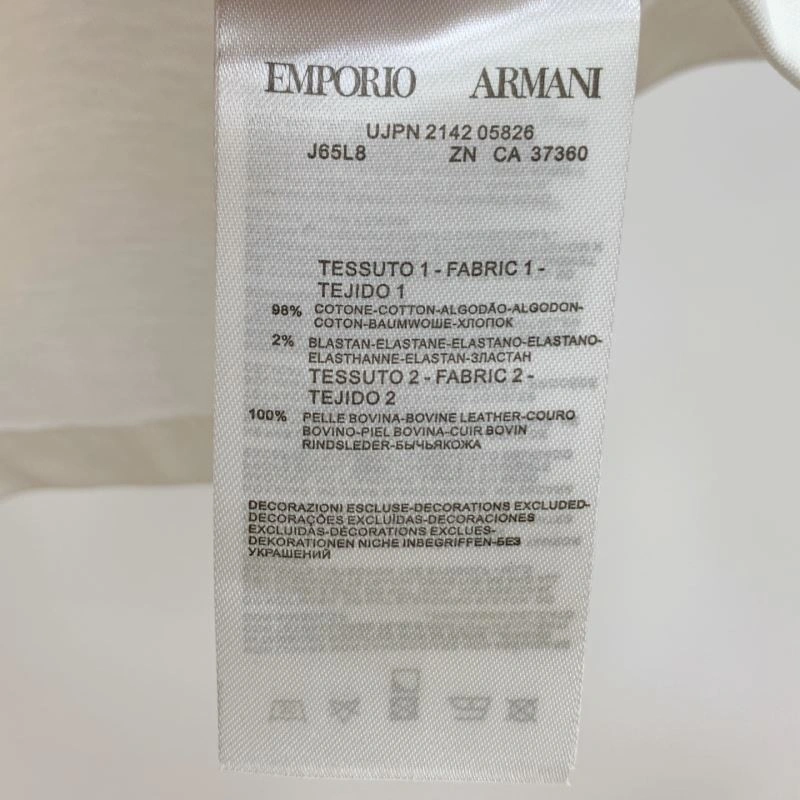 EMPORIO ARMANI
UJPN 2142 05826
J65L8 ZN CA 37360
TESSUTO 1 - FABRIC 1 -
TEJIDO 1
98% COTONE-COTTON-ALGODÃO-ALGODON-
COTON-BAUMWOШE-ХЛОПОК
2% BLASTAN-ELASTANE-ELASTANO-ELASTANO-
ELASTHANNE-ELASTAN-ЭЛАСТАН
TESSUTO 2 - FABRIC 2 -
TEJIDO 2
100% PELLE BOVINA-BOVINE LEATHER-COURO
BOVINO-PIEL BOVINA-CUIR BOVIN
RINDSLEDER-БЫЧЬЯКОЖА
DECORAZIONI ESCLUSE-DECORATIONS EXCLUDED-
DECORAÇÕES EXCLUÍDAS-DECORACIONES
EXCLUIDAS-DÉCORATIONS EXCLUES-
DEKORATIONEN NICHE INBEGRIFFEN-БЕЗ
УКРАШЕНИЙ